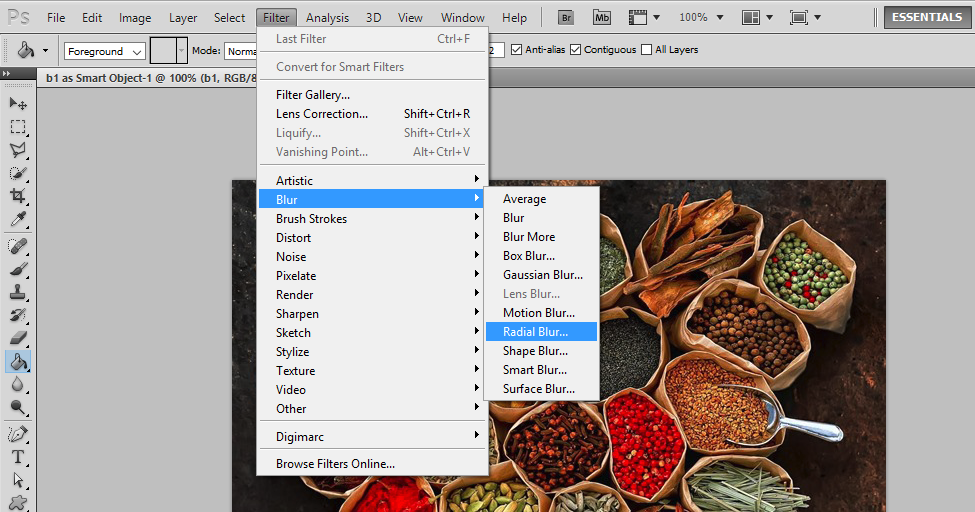 Ps File Edit Image Layer Select Filter Analysis 3D View Window Help Br Mb 100% ESSENTIALS
Foreground Mode: Norma 2 Anti-alias Contiguous All Layers
b1 as Smart Object-1 @ 100% (b1, RGB/8
Last Filter Ctrl+F
Convert for Smart Filters
Filter Gallery...
Lens Correction... Shift+Ctrl+R
Liquify... Shift+Ctrl+X
Vanishing Point... Alt+Ctrl+V
Artistic
Blur
Brush Strokes
Distort
Noise
Pixelate
Render
Sharpen
Sketch
Stylize
Texture
Video
Other
Digimarc
Browse Filters Online...
Average
Blur
Blur More
Box Blur...
Gaussian Blur...
Lens Blur...
Motion Blur...
Radial Blur...
Shape Blur...
Smart Blur...
Surface Blur...
T